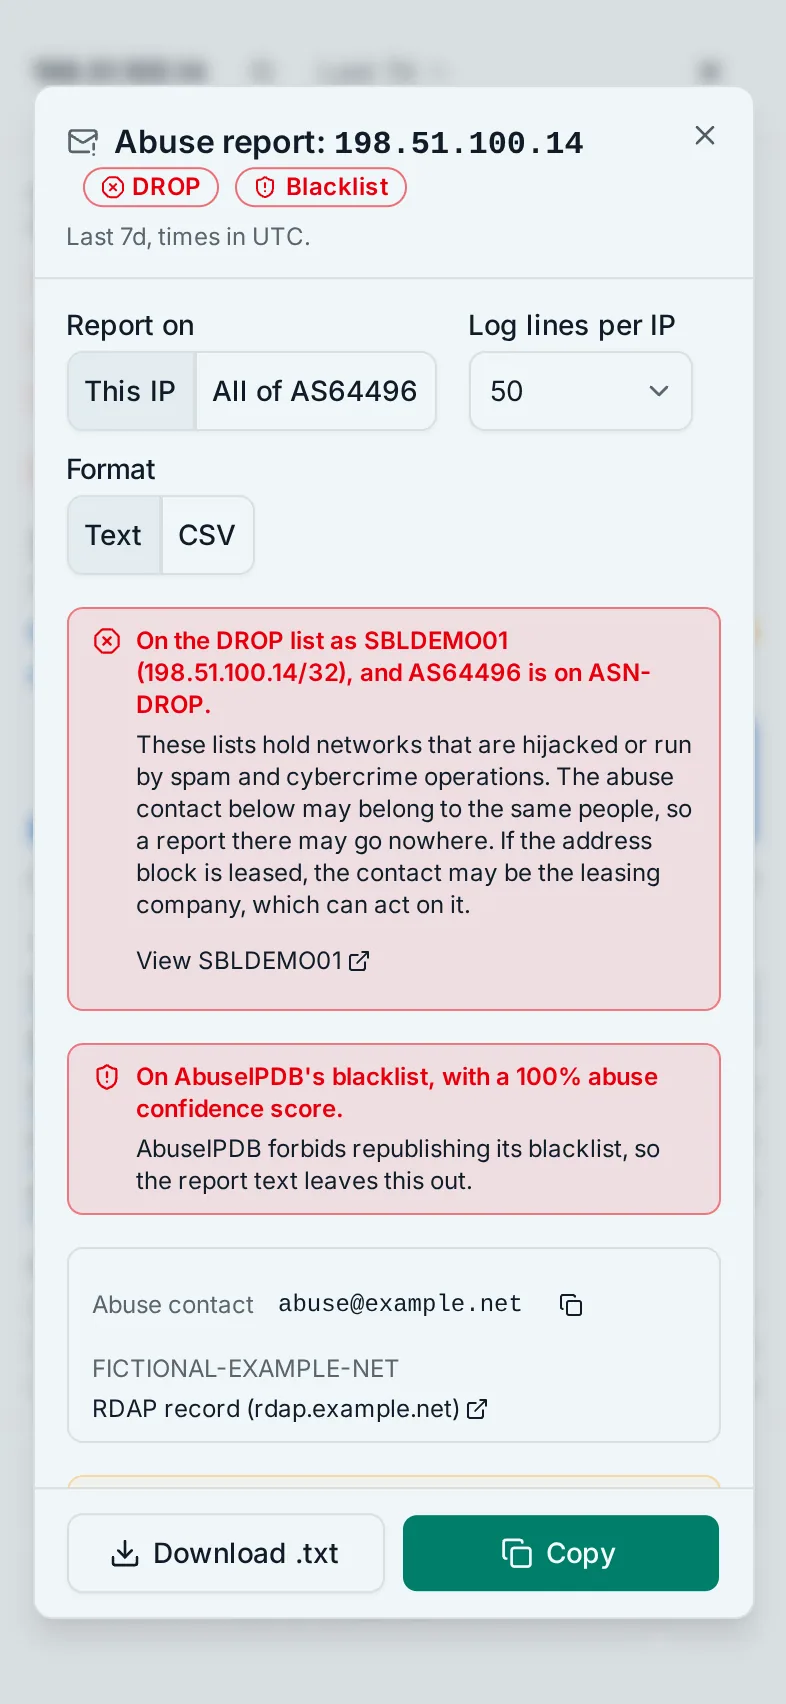 Abuse report: 198.51.100.14
DROP
Blacklist
Last 7d, times in UTC.
Report on
Log lines per IP
This IP
All of AS64496
50
Format
Text
CSV
On the DROP list as SBLDEMO01
(198.51.100.14/32), and AS64496 is on ASN-
DROP.
These lists hold networks that are hijacked or run
by spam and cybercrime operations. The abuse
contact below may belong to the same people, so
a report there may go nowhere. If the address
block is leased, the contact may be the leasing
company, which can act on it.
View SBLDEMO01
On AbuseIPDB's blacklist, with a 100% abuse
confidence score.
AbuseIPDB forbids republishing its blacklist, so
the report text leaves this out.
Abuse contact abuse@example.net
FICTIONAL-EXAMPLE-NET
RDAP record (rdap.example.net)
Download .txt
Copy